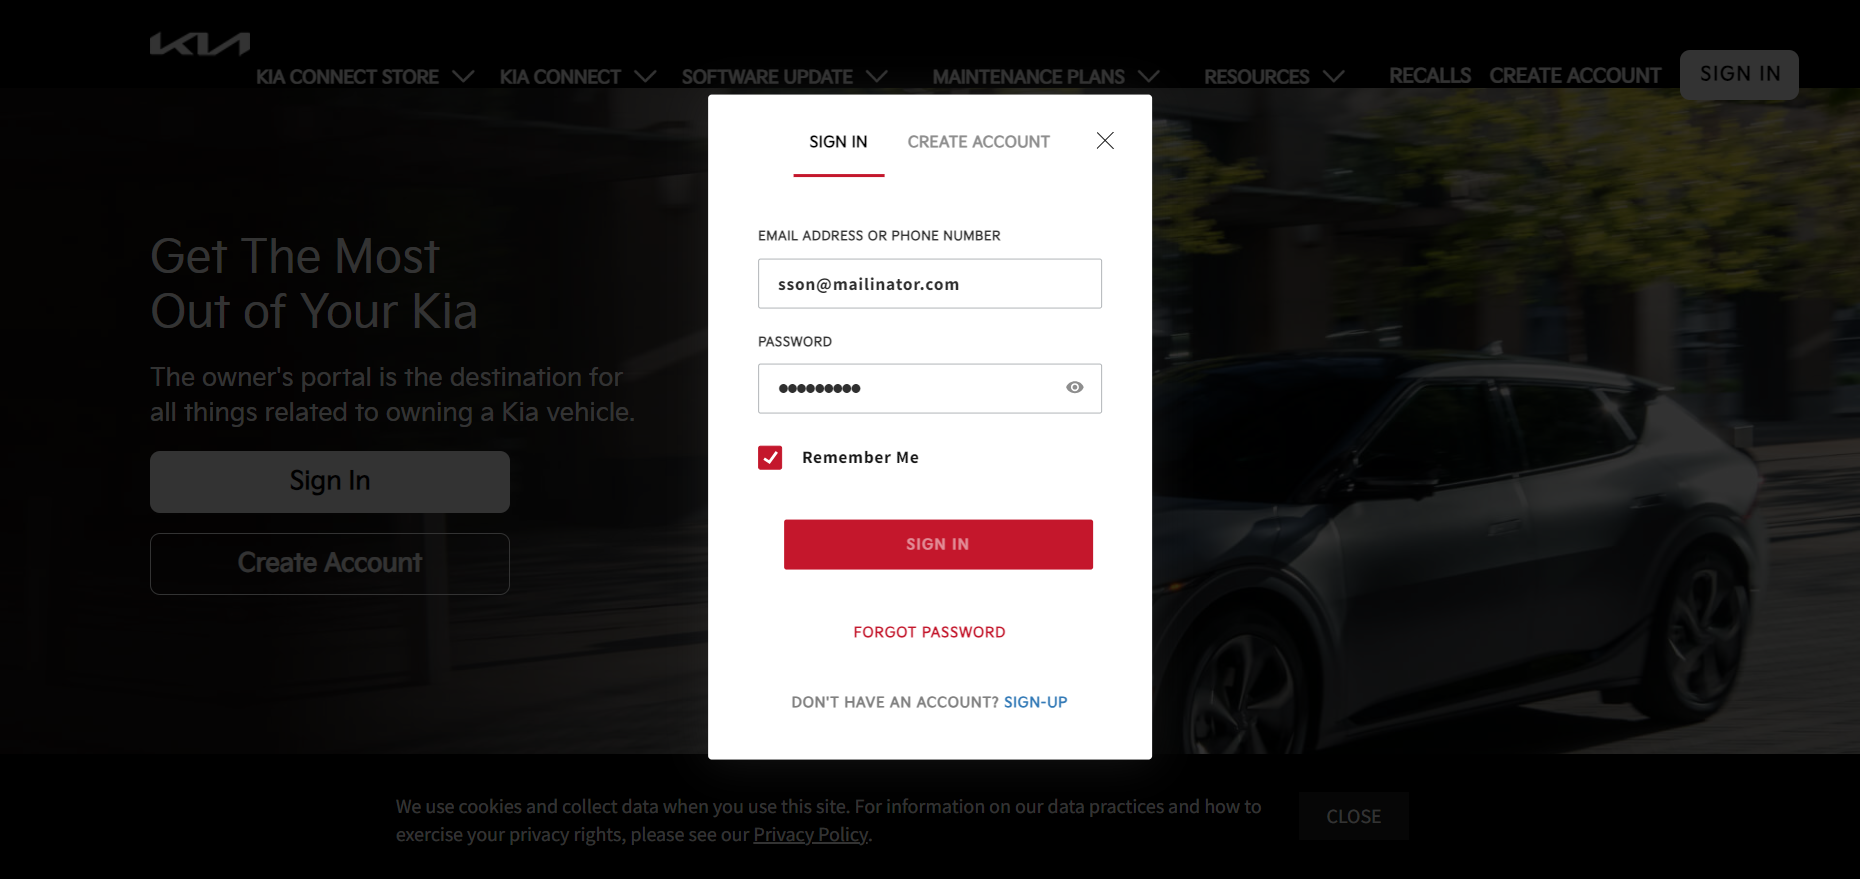 KIA
KIA CONNECT STORE KIA CONNECT SOFTWARE UPDATE MAINTENANCE PLANS RESOURCES RECALLS CREATE ACCOUNT SIGN IN
Get The Most
Out of Your Kia
The owner's portal is the destination for
all things related to owning a Kia vehicle.
Sign In
Create Account
SIGN IN CREATE ACCOUNT
EMAIL ADDRESS OR PHONE NUMBER
sson@mailinator.com
PASSWORD
●●●●●●●●●
Remember Me
SIGN IN
FORGOT PASSWORD
DON'T HAVE AN ACCOUNT? SIGN-UP
We use cookies and collect data when you use this site. For information on our data practices and how to
exercise your privacy rights, please see our Privacy Policy.
CLOSE